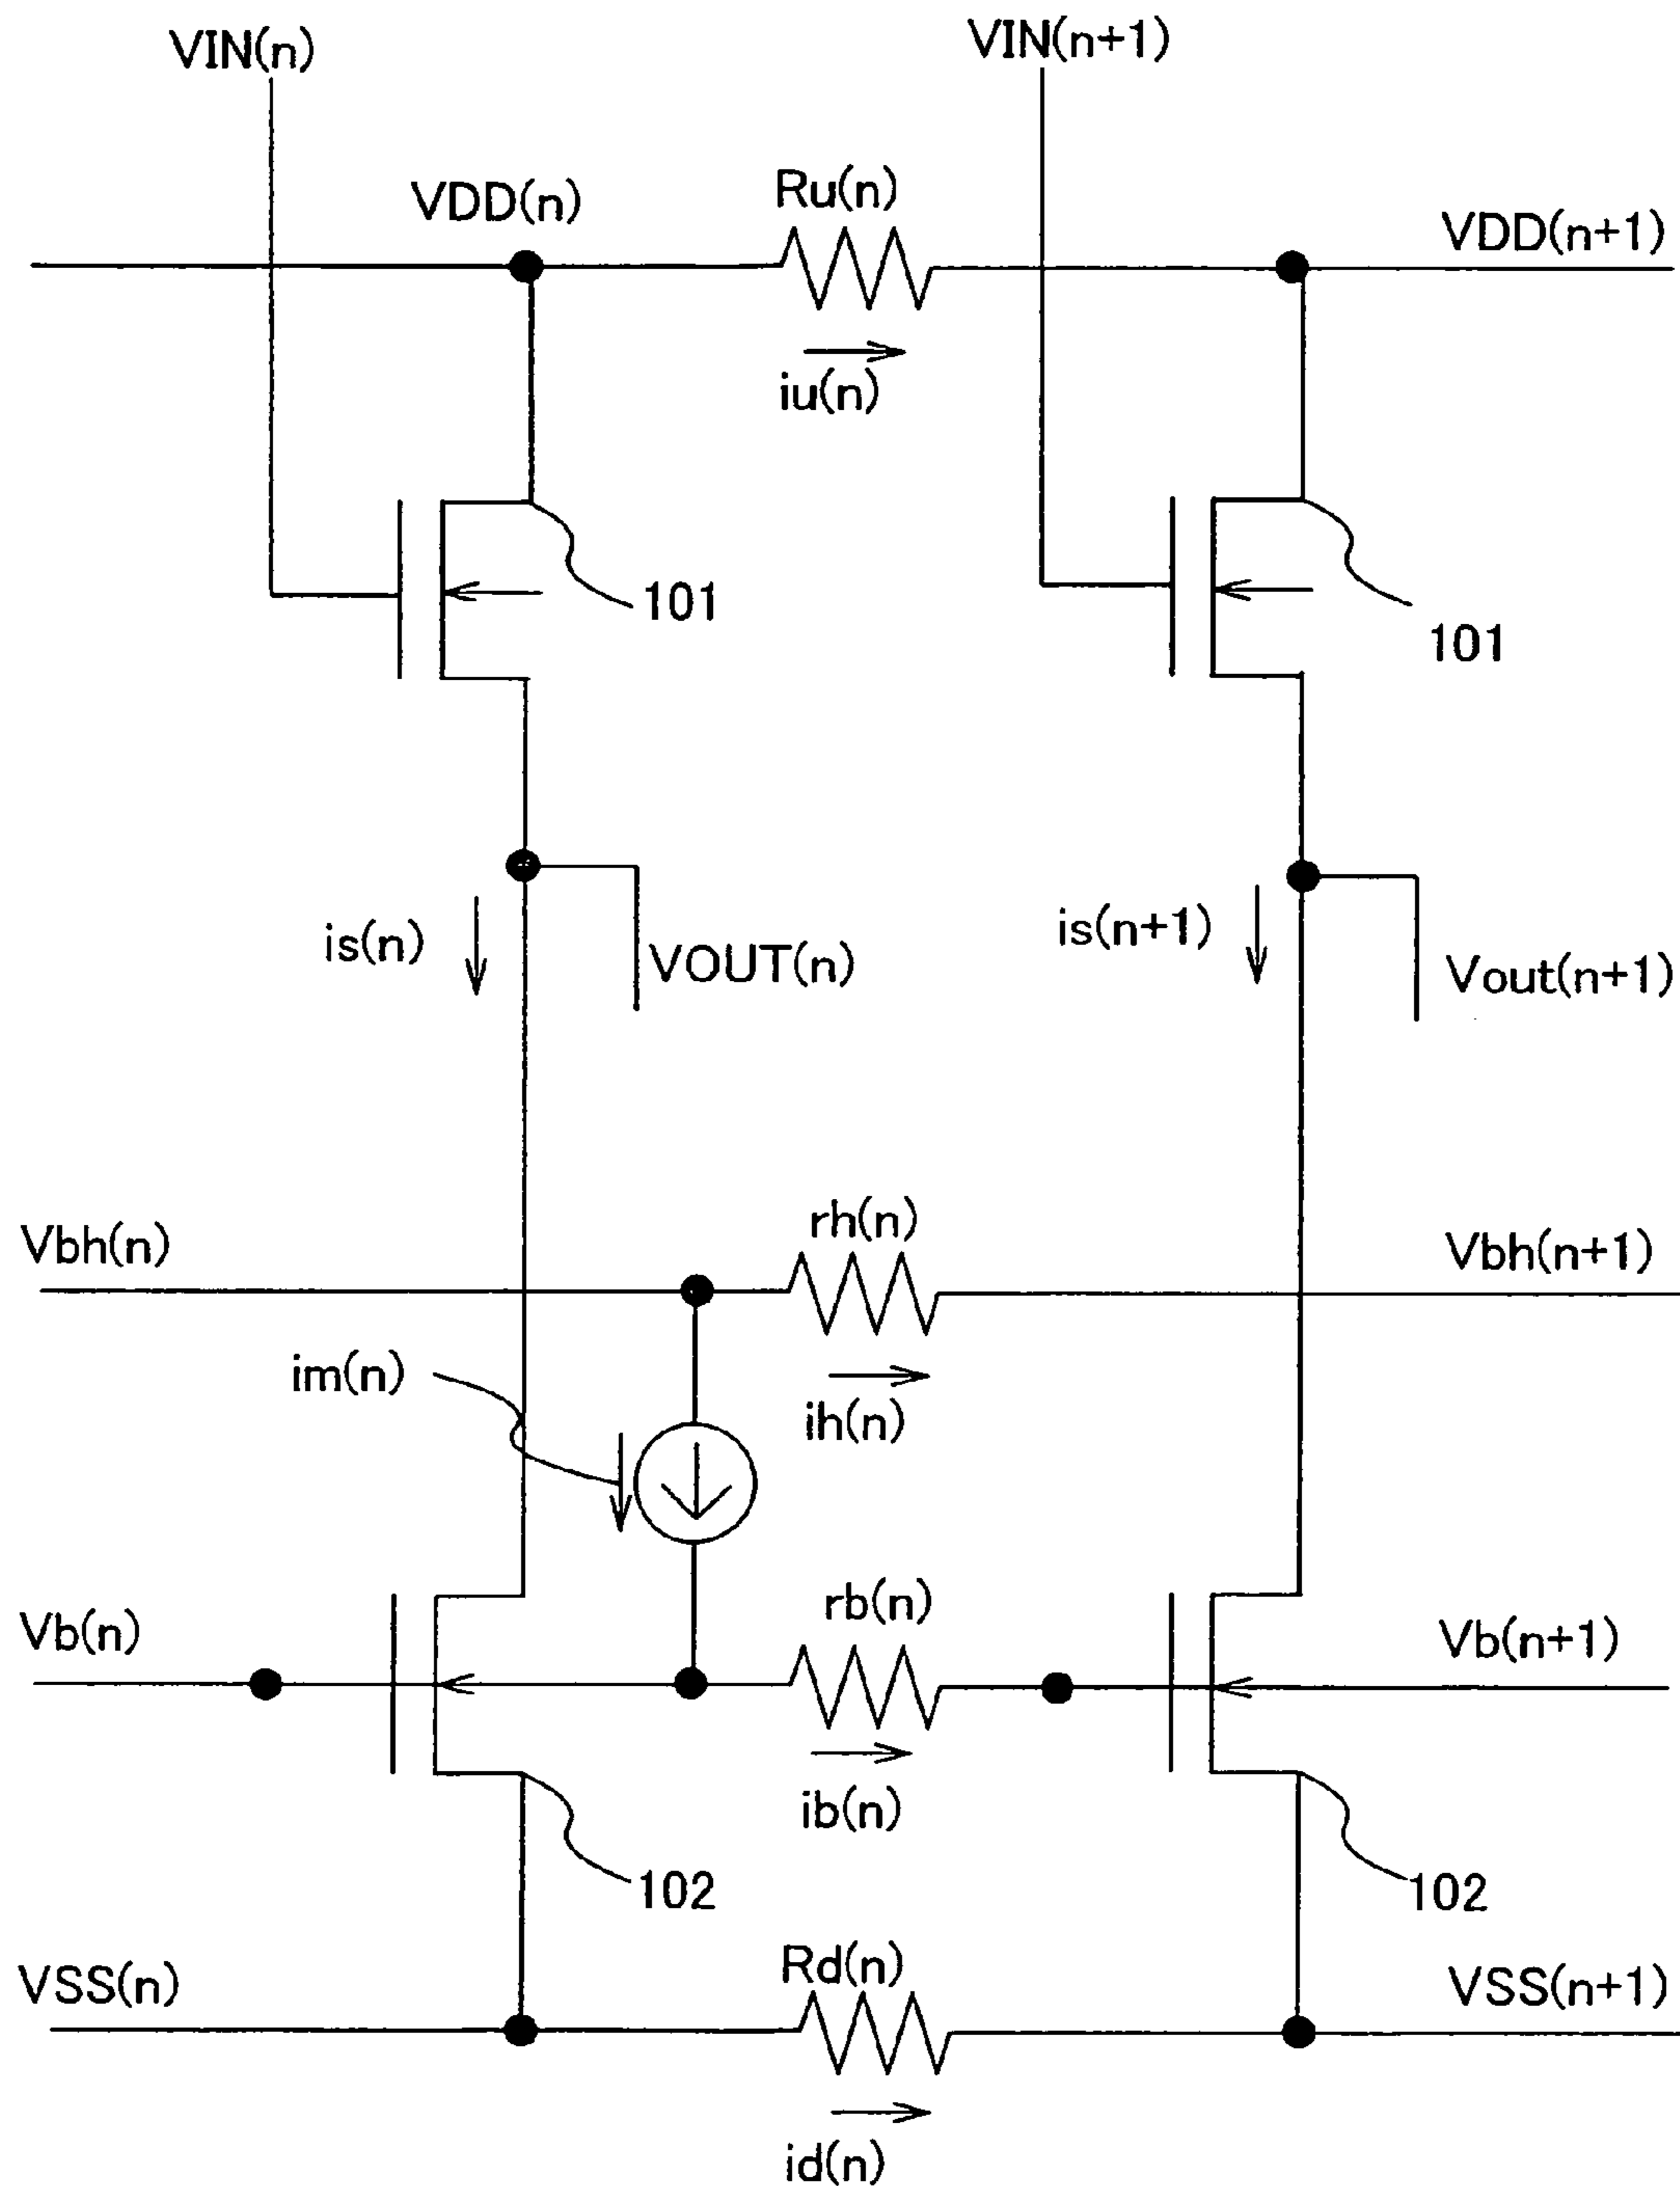 VIN(n)
VIN(n+1)
VDD(n)
Ru(n)
VDD(n+1)
iu(n)
101
101
is(n)
VOUT(n)
is(n+1)
Vout(n+1)
Vbh(n)
rh(n)
Vbh(n+1)
im(n)
ih(n)
Vb(n)
rb(n)
Vb(n+1)
ib(n)
102
102
VSS(n)
Rd(n)
VSS(n+1)
id(n)